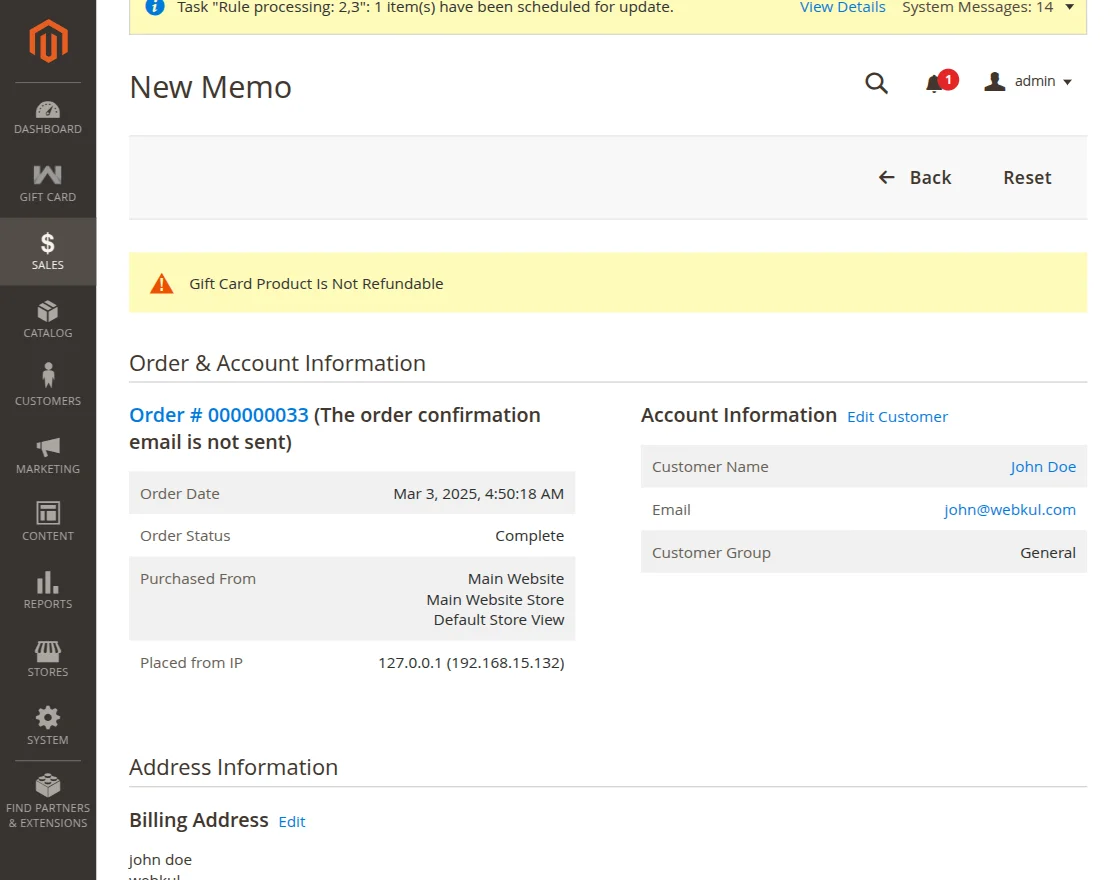 Task "Rule processing: 2,3": 1 item(s) have been scheduled for update. View Details System Messages: 14
New Memo
1
admin
Back
Reset
Gift Card Product Is Not Refundable
DASHBOARD
GIFT CARD
$
SALES
CATALOG
CUSTOMERS
MARKETING
CONTENT
REPORTS
STORES
SYSTEM
FIND PARTNERS
& EXTENSIONS
Order & Account Information
Order # 000000033 (The order confirmation
email is not sent)
Order Date Mar 3, 2025, 4:50:18 AM
Order Status Complete
Purchased From Main Website
Main Website Store
Default Store View
Placed from IP 127.0.0.1 (192.168.15.132)
Account Information Edit Customer
Customer Name John Doe
Email john@webkul.com
Customer Group General
Address Information
Billing Address Edit
john doe
webkul